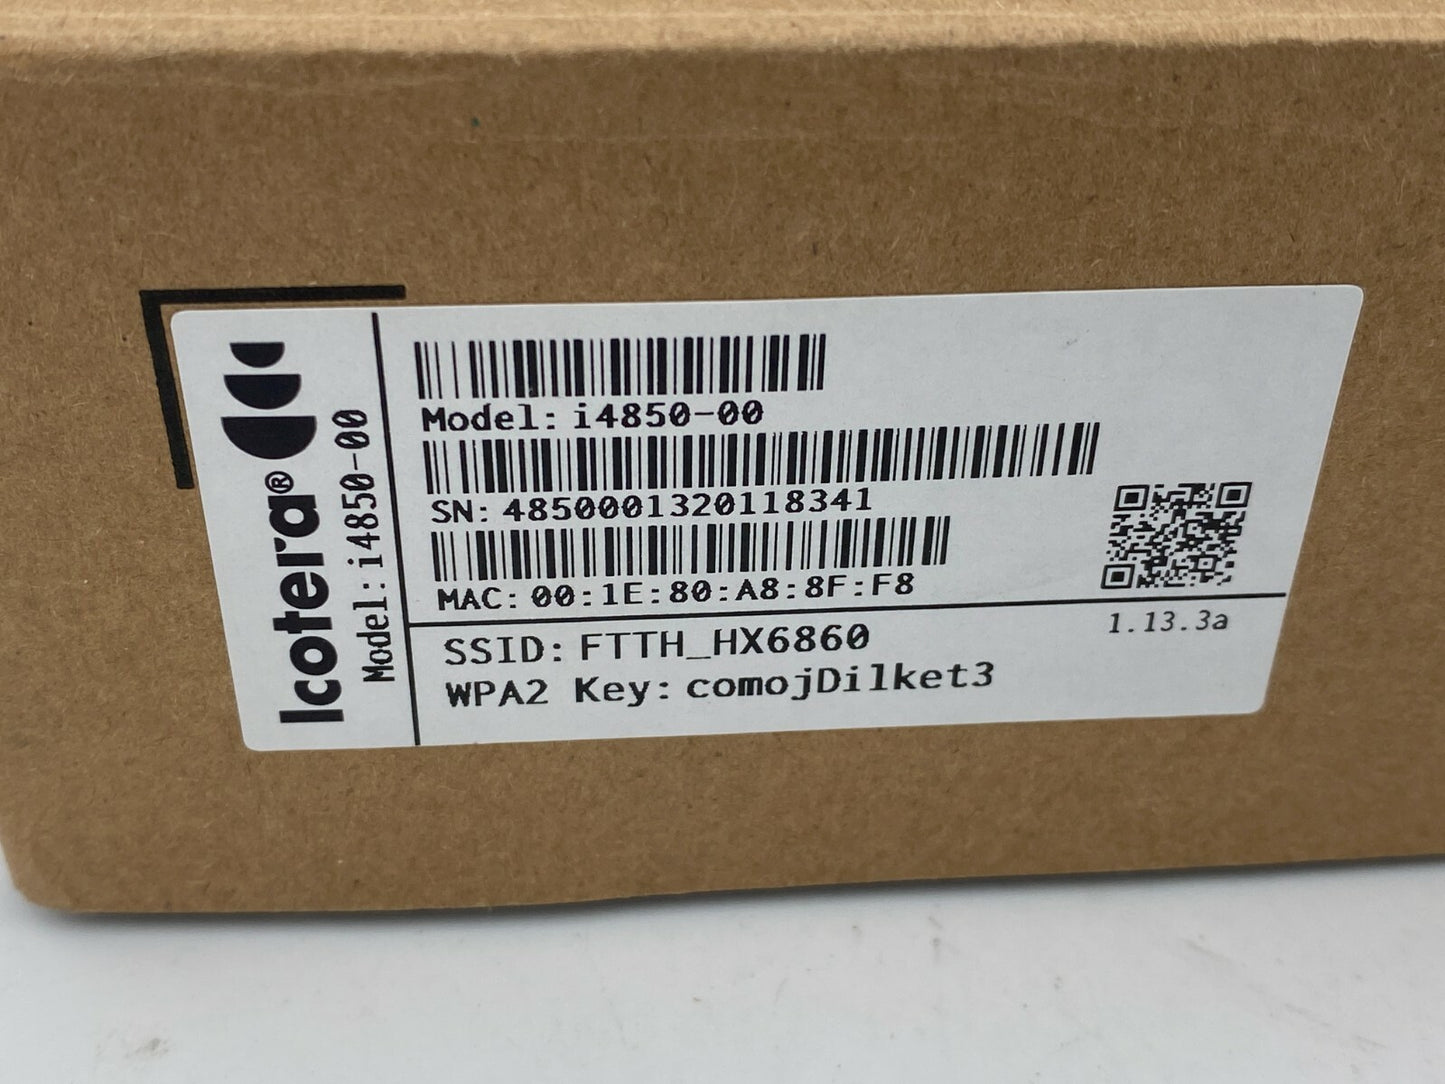 Icotera®
Model: i4850-00
Model: i4850-00
SN: 4850001320118341
MAC: 00:1E:80:A8:8F:F8
1.13.3a
SSID: FTTH_HX6860
WPA2 Key: comojDilket3